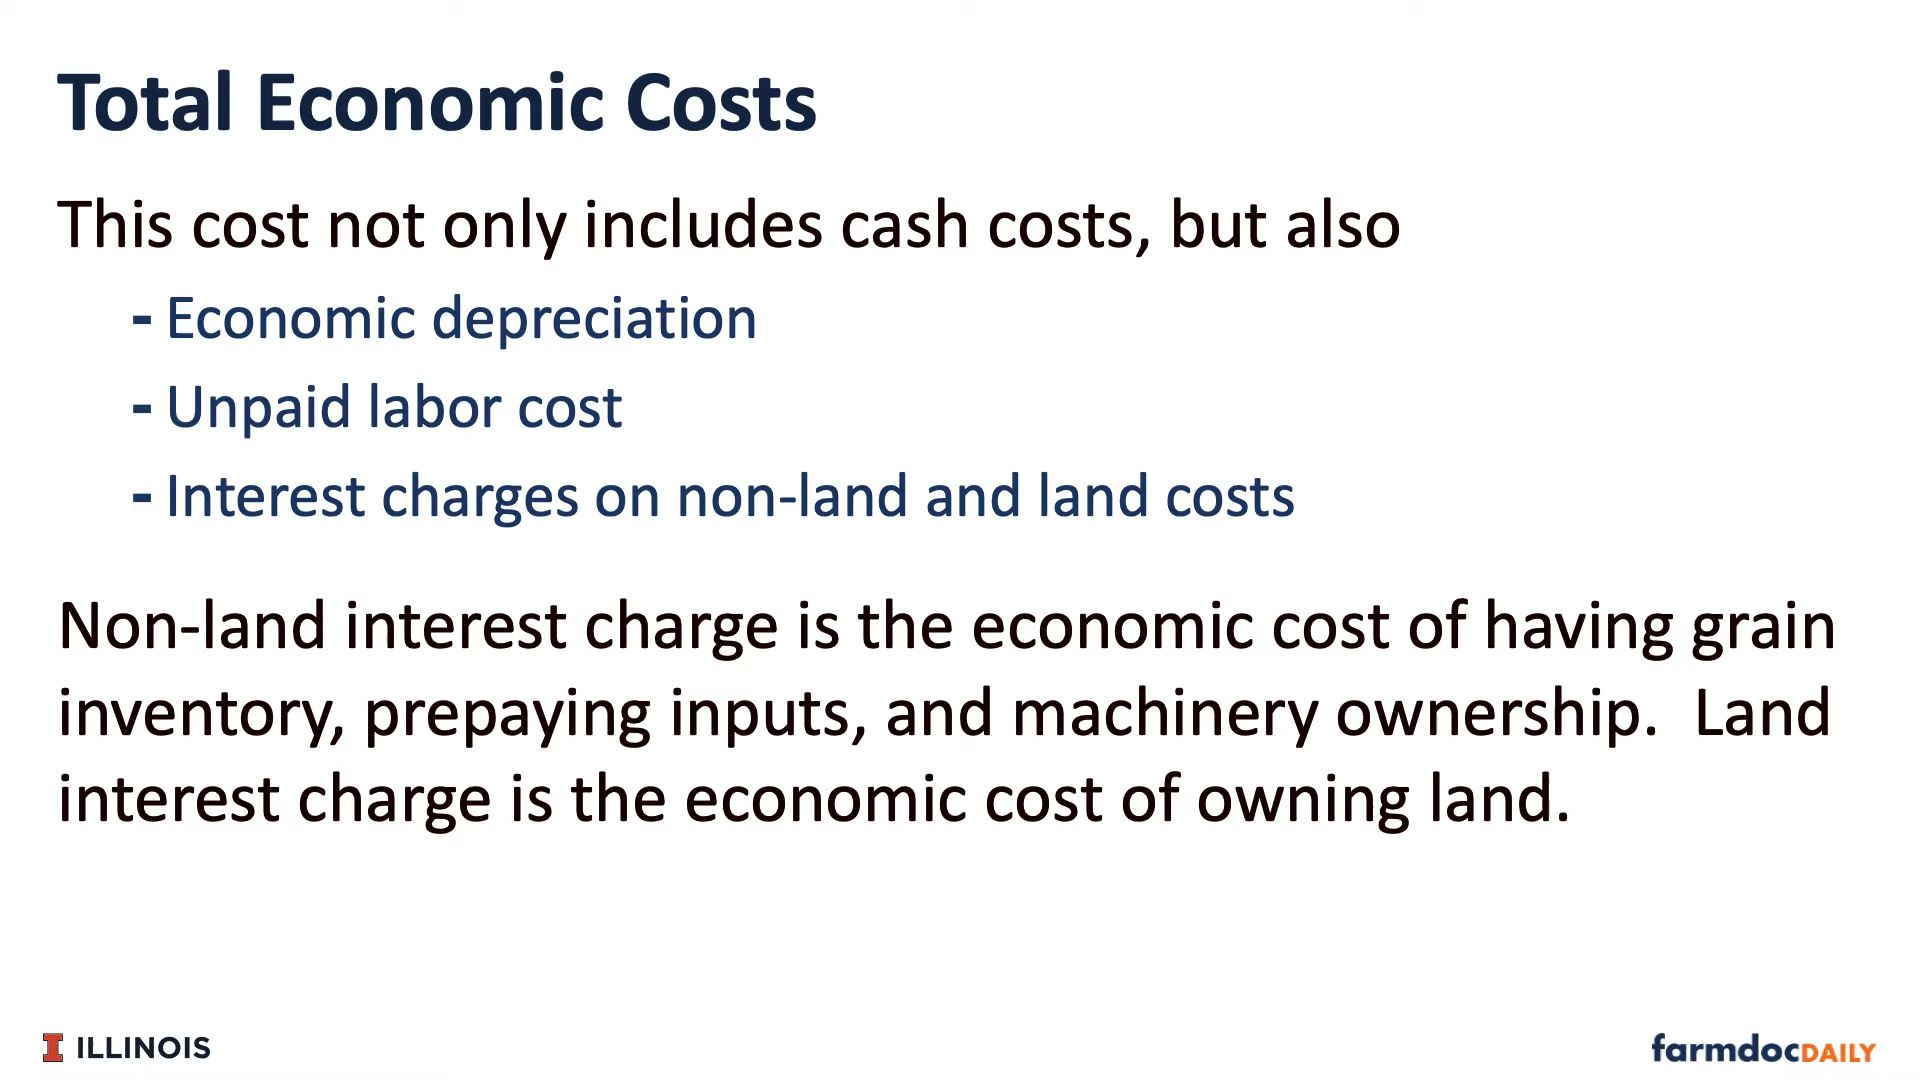 Total Economic Costs
This cost not only includes cash costs, but also
- Economic depreciation
- Unpaid labor cost
- Interest charges on non-land and land costs
Non-land interest charge is the economic cost of having grain
inventory, prepaying inputs, and machinery ownership.  Land
interest charge is the economic cost of owning land.
I ILLINOIS
farmdocDAILY